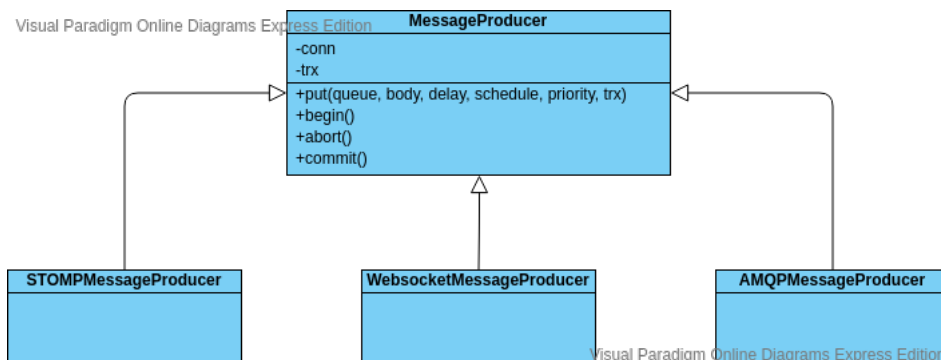 Visual Paradigm Online Diagrams Express Edition
MessageProducer
-conn
-trx
+put(queue, body, delay, schedule, priority, trx)
+begin()
+abort()
+commit()
STOMPMessageProducer
WebsocketMessageProducer
AMQPMessageProducer
Visual Paradigm Online Diagrams Express Edition